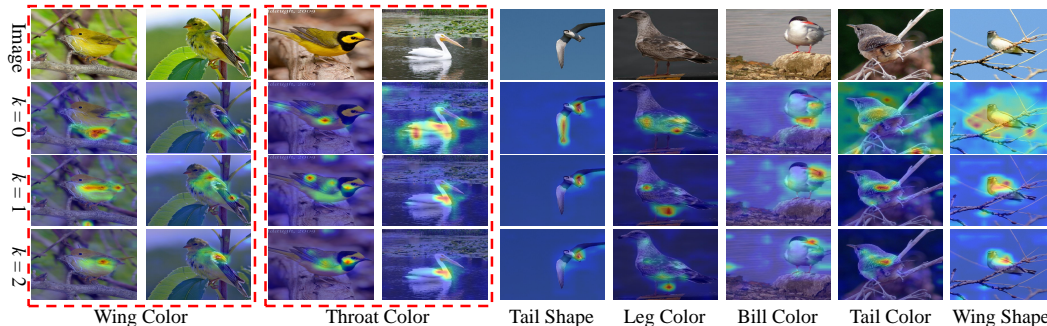 Image
k=0
k=1
k=2
Wing Color Throat Color Tail Shape Leg Color Bill Color Tail Color Wing Shape